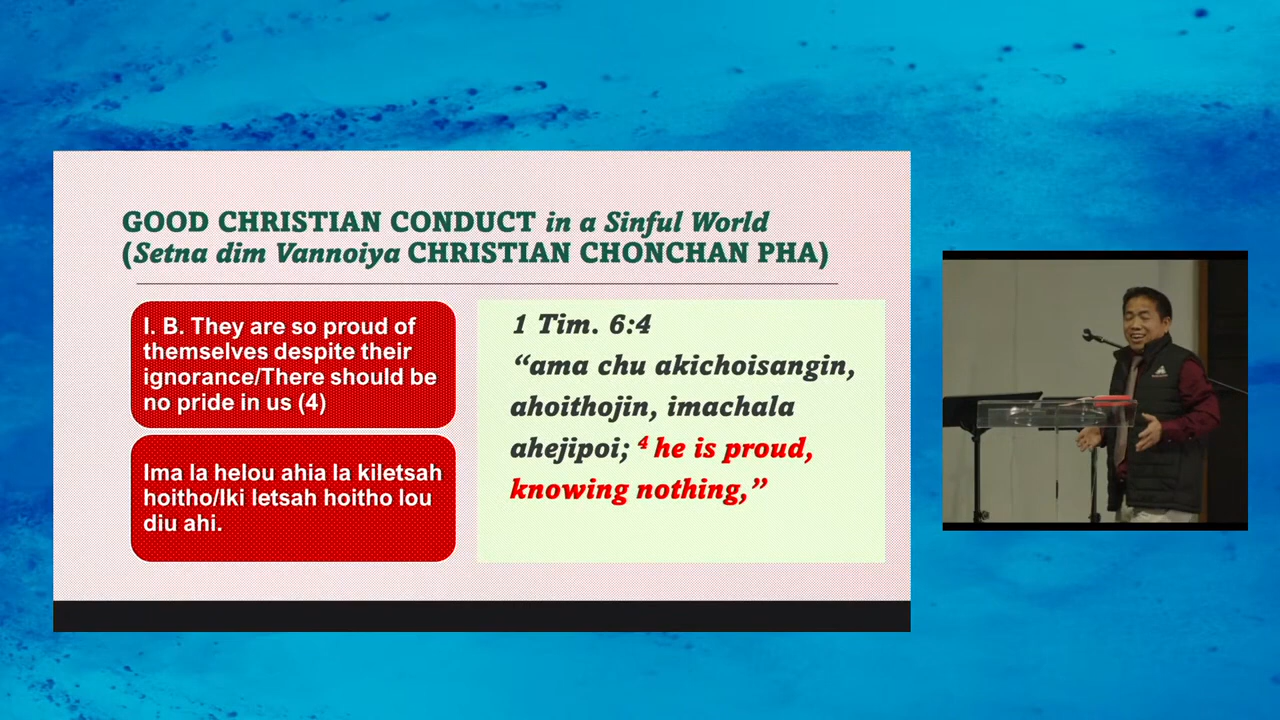 GOOD CHRISTIAN CONDUCT in a Sinful World
(Setna dim Vannoiya CHRISTIAN CHONCHAN PHA)
I. B. They are so proud of
themselves despite their
ignorance/There should be
no pride in us (4)
Ima la helou ahia la kiletsah
hoitho/Iki letsah hoitho lou
diu ahi.
1 Tim. 6:4
“ama chu akichoisangin,
ahoithojin, imachala
ahejipoi; 4 he is proud,
knowing nothing,”